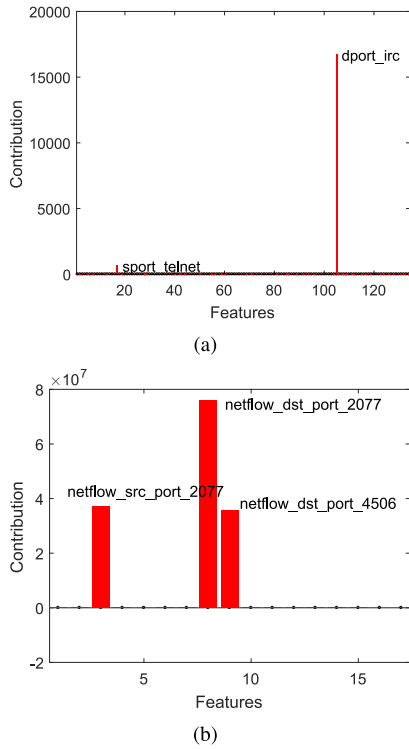 20000
15000
10000
5000
0
Contribution
dport_irc
sport_telnet
20 40 60 80 100 120
Features
(a)
×10^7
8
6
4
2
0
-2
Contribution
netflow_dst_port_2077
netflow_src_port_2077
netflow_dst_port_4506
5 10 15
Features
(b)